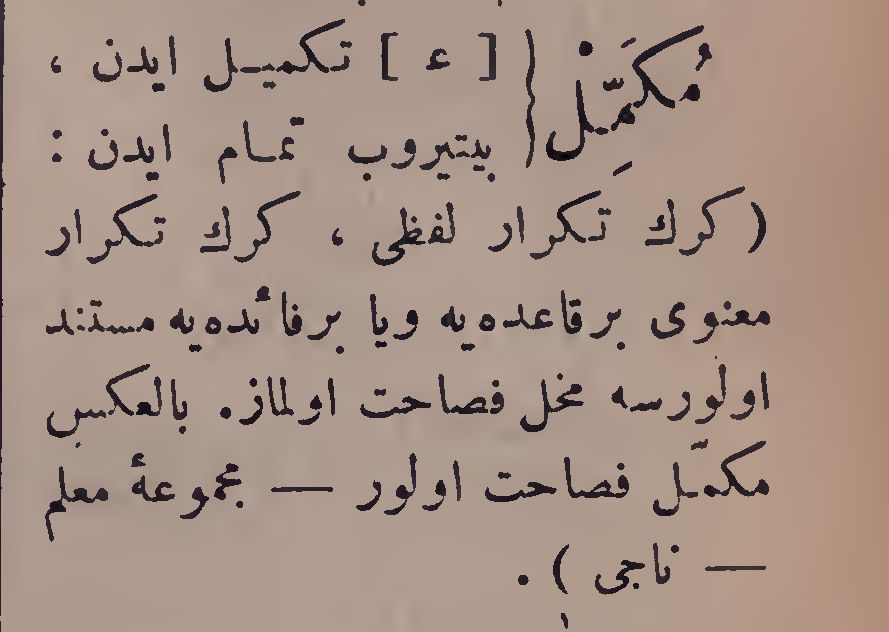 مُكَمِّلْ { [ ع ] تكميل ايدن ،
بيتيروب تمام ايدن :
( كرك تكرار لفظى ، كرك تكرار
معنوى برقاعده‌يه ويا برفائده‌يه مستند
اولورسه مخل فصاحت اولماز. بالعكس
مكمّل فصاحت اولور — مجموعهٔ معلم
— ناجى ) .